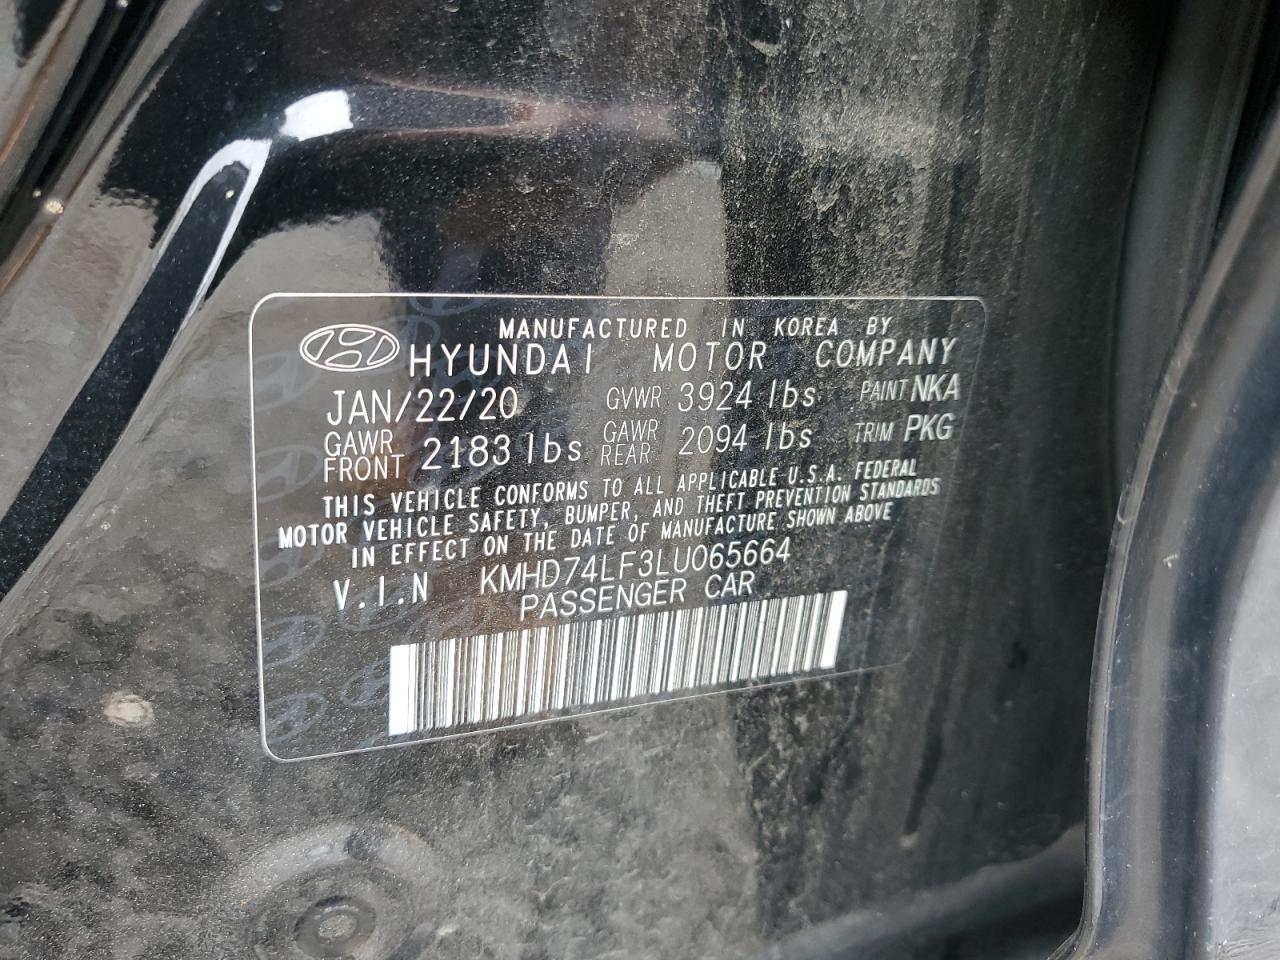 MANUFACTURED IN KOREA BY
HYUNDAI MOTOR COMPANY
JAN/22/20 GVWR 3924 lbs PAINT NKA
GAWR FRONT 2183 lbs GAWR REAR 2094 lbs TRIM PKG
THIS VEHICLE CONFORMS TO ALL APPLICABLE U.S.A. FEDERAL
MOTOR VEHICLE SAFETY, BUMPER, AND THEFT PREVENTION STANDARDS
IN EFFECT ON THE DATE OF MANUFACTURE SHOWN ABOVE
V.I.N KMHD74LF3LU065664
PASSENGER CAR